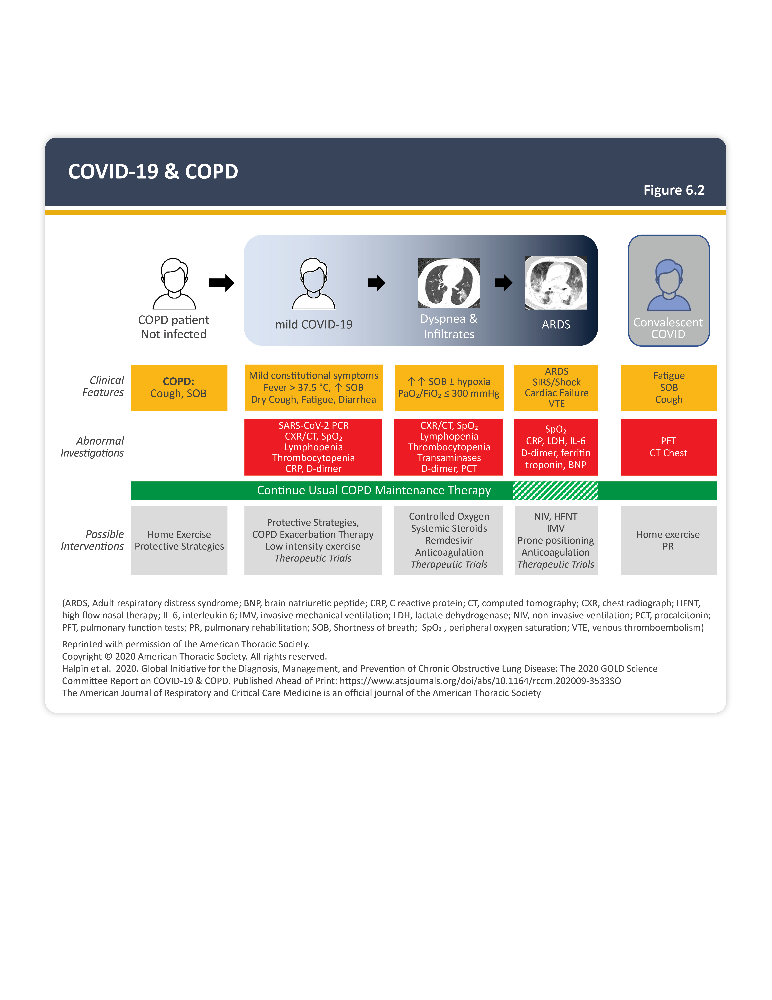 COVID-19 & COPD
Figure 6.2
COPD patient
Not infected
mild COVID-19
Dyspnea &
Infiltrates
ARDS
Convalescent
COVID
Clinical
Features
COPD:
Cough, SOB
Mild constitutional symptoms
Fever > 37.5 °C, ↑ SOB
Dry Cough, Fatigue, Diarrhea
↑↑ SOB ± hypoxia
PaO₂/FiO₂ ≤ 300 mmHg
ARDS
SIRS/Shock
Cardiac Failure
VTE
Fatigue
SOB
Cough
Abnormal
Investigations
SARS-CoV-2 PCR
CXR/CT, SpO₂
Lymphopenia
Thrombocytopenia
CRP, D-dimer
CXR/CT, SpO₂
Lymphopenia
Thrombocytopenia
Transaminases
D-dimer, PCT
SpO₂
CRP, LDH, IL-6
D-dimer, ferritin
troponin, BNP
PFT
CT Chest
Continue Usual COPD Maintenance Therapy
Possible
Interventions
Home Exercise
Protective Strategies
Protective Strategies,
COPD Exacerbation Therapy
Low intensity exercise
Therapeutic Trials
Controlled Oxygen
Systemic Steroids
Remdesivir
Anticoagulation
Therapeutic Trials
NIV, HFNT
IMV
Prone positioning
Anticoagulation
Therapeutic Trials
Home exercise
PR
(ARDS, Adult respiratory distress syndrome; BNP, brain natriuretic peptide; CRP, C reactive protein; CT, computed tomography; CXR, chest radiograph; HFNT,
high flow nasal therapy; IL-6, interleukin 6; IMV, invasive mechanical ventilation; LDH, lactate dehydrogenase; NIV, non-invasive ventilation; PCT, procalcitonin;
PFT, pulmonary function tests; PR, pulmonary rehabilitation; SOB, Shortness of breath;  SpO₂ , peripheral oxygen saturation; VTE, venous thromboembolism)
Reprinted with permission of the American Thoracic Society.
Copyright © 2020 American Thoracic Society. All rights reserved.
Halpin et al.  2020. Global Initiative for the Diagnosis, Management, and Prevention of Chronic Obstructive Lung Disease: The 2020 GOLD Science
Committee Report on COVID-19 & COPD. Published Ahead of Print: https://www.atsjournals.org/doi/abs/10.1164/rccm.202009-3533SO
The American Journal of Respiratory and Critical Care Medicine is an official journal of the American Thoracic Society